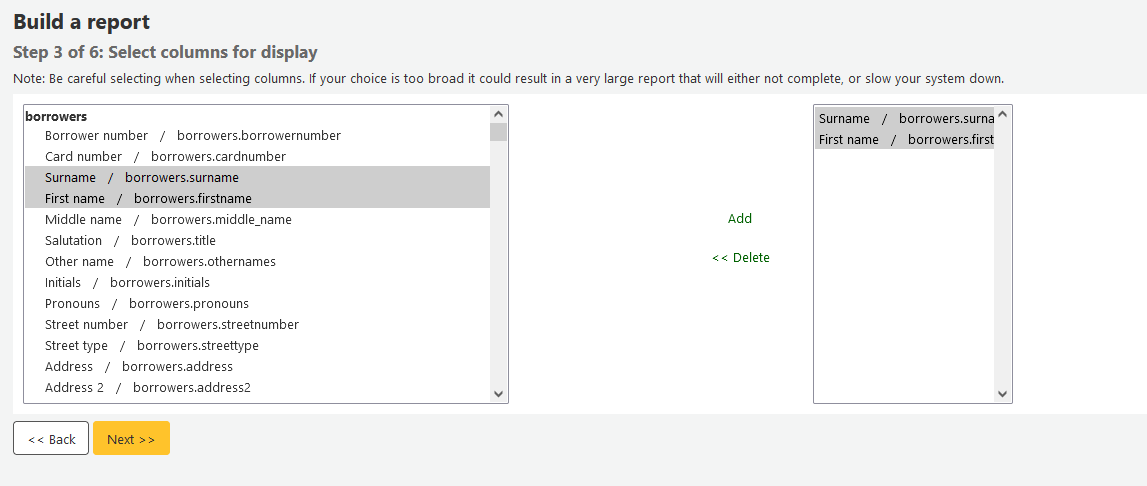 Build a report
Step 3 of 6: Select columns for display
Note: Be careful selecting when selecting columns. If your choice is too broad it could result in a very large report that will either not complete, or slow your system down.
borrowers
Borrower number / borrowers.borrowernumber
Card number / borrowers.cardnumber
Surname / borrowers.surname
First name / borrowers.firstname
Middle name / borrowers.middle_name
Salutation / borrowers.title
Other name / borrowers.othernames
Initials / borrowers.initials
Pronouns / borrowers.pronouns
Street number / borrowers.streetnumber
Street type / borrowers.streettype
Address / borrowers.address
Address 2 / borrowers.address2
Add
<< Delete
Surname / borrowers.surna
First name / borrowers.first
<< Back
Next >>